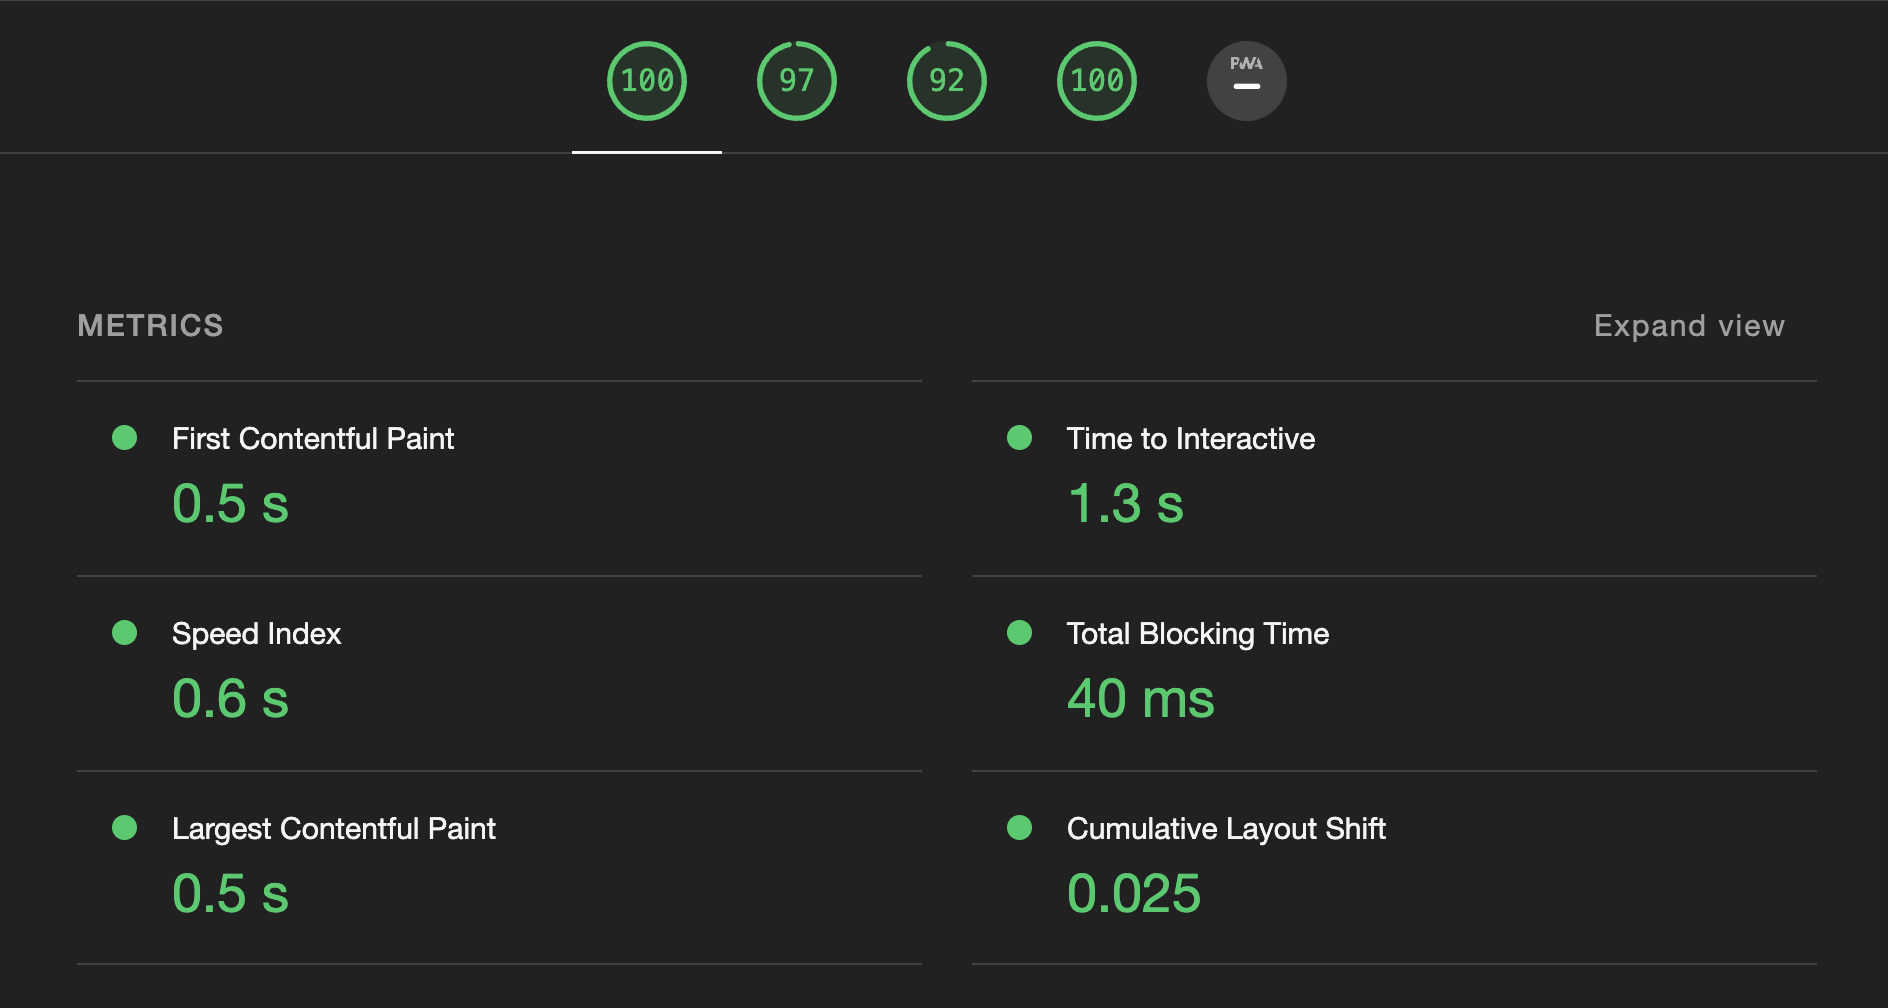 100 97 92 100 PWA
METRICS Expand view
First Contentful Paint
0.5 s
Time to Interactive
1.3 s
Speed Index
0.6 s
Total Blocking Time
40 ms
Largest Contentful Paint
0.5 s
Cumulative Layout Shift
0.025